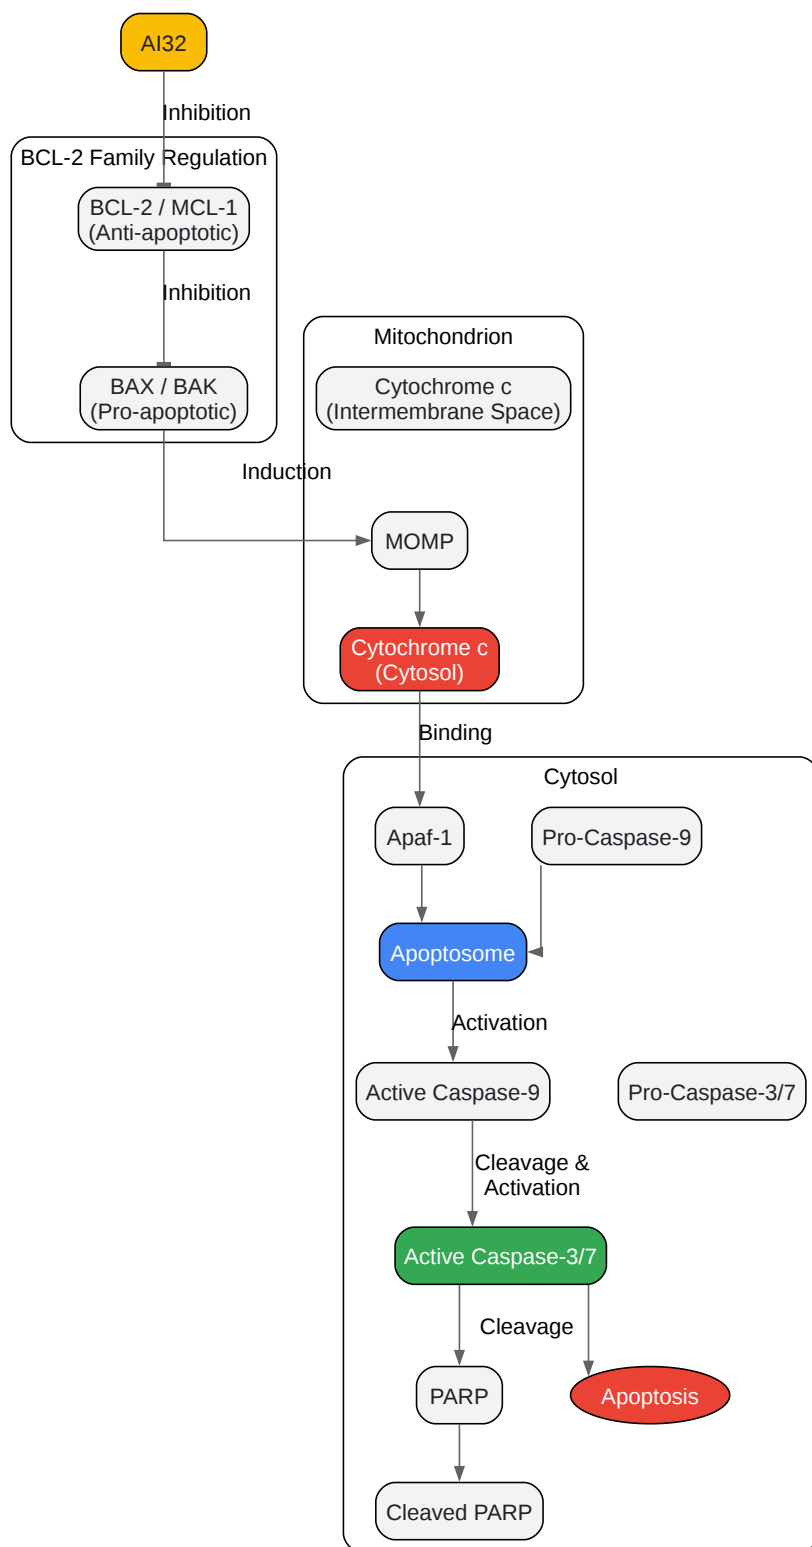 AI32
Inhibition
BCL-2 Family Regulation
BCL-2 / MCL-1
(Anti-apoptotic)
Inhibition
BAX / BAK
(Pro-apoptotic)
Mitochondrion
Cytochrome c
(Intermembrane Space)
Induction
MOMP
Cytochrome c
(Cytosol)
Binding
Cytosol
Apaf-1
Pro-Caspase-9
Apoptosome
Activation
Active Caspase-9
Pro-Caspase-3/7
Cleavage &
Activation
Active Caspase-3/7
Cleavage
PARP
Apoptosis
Cleaved PARP